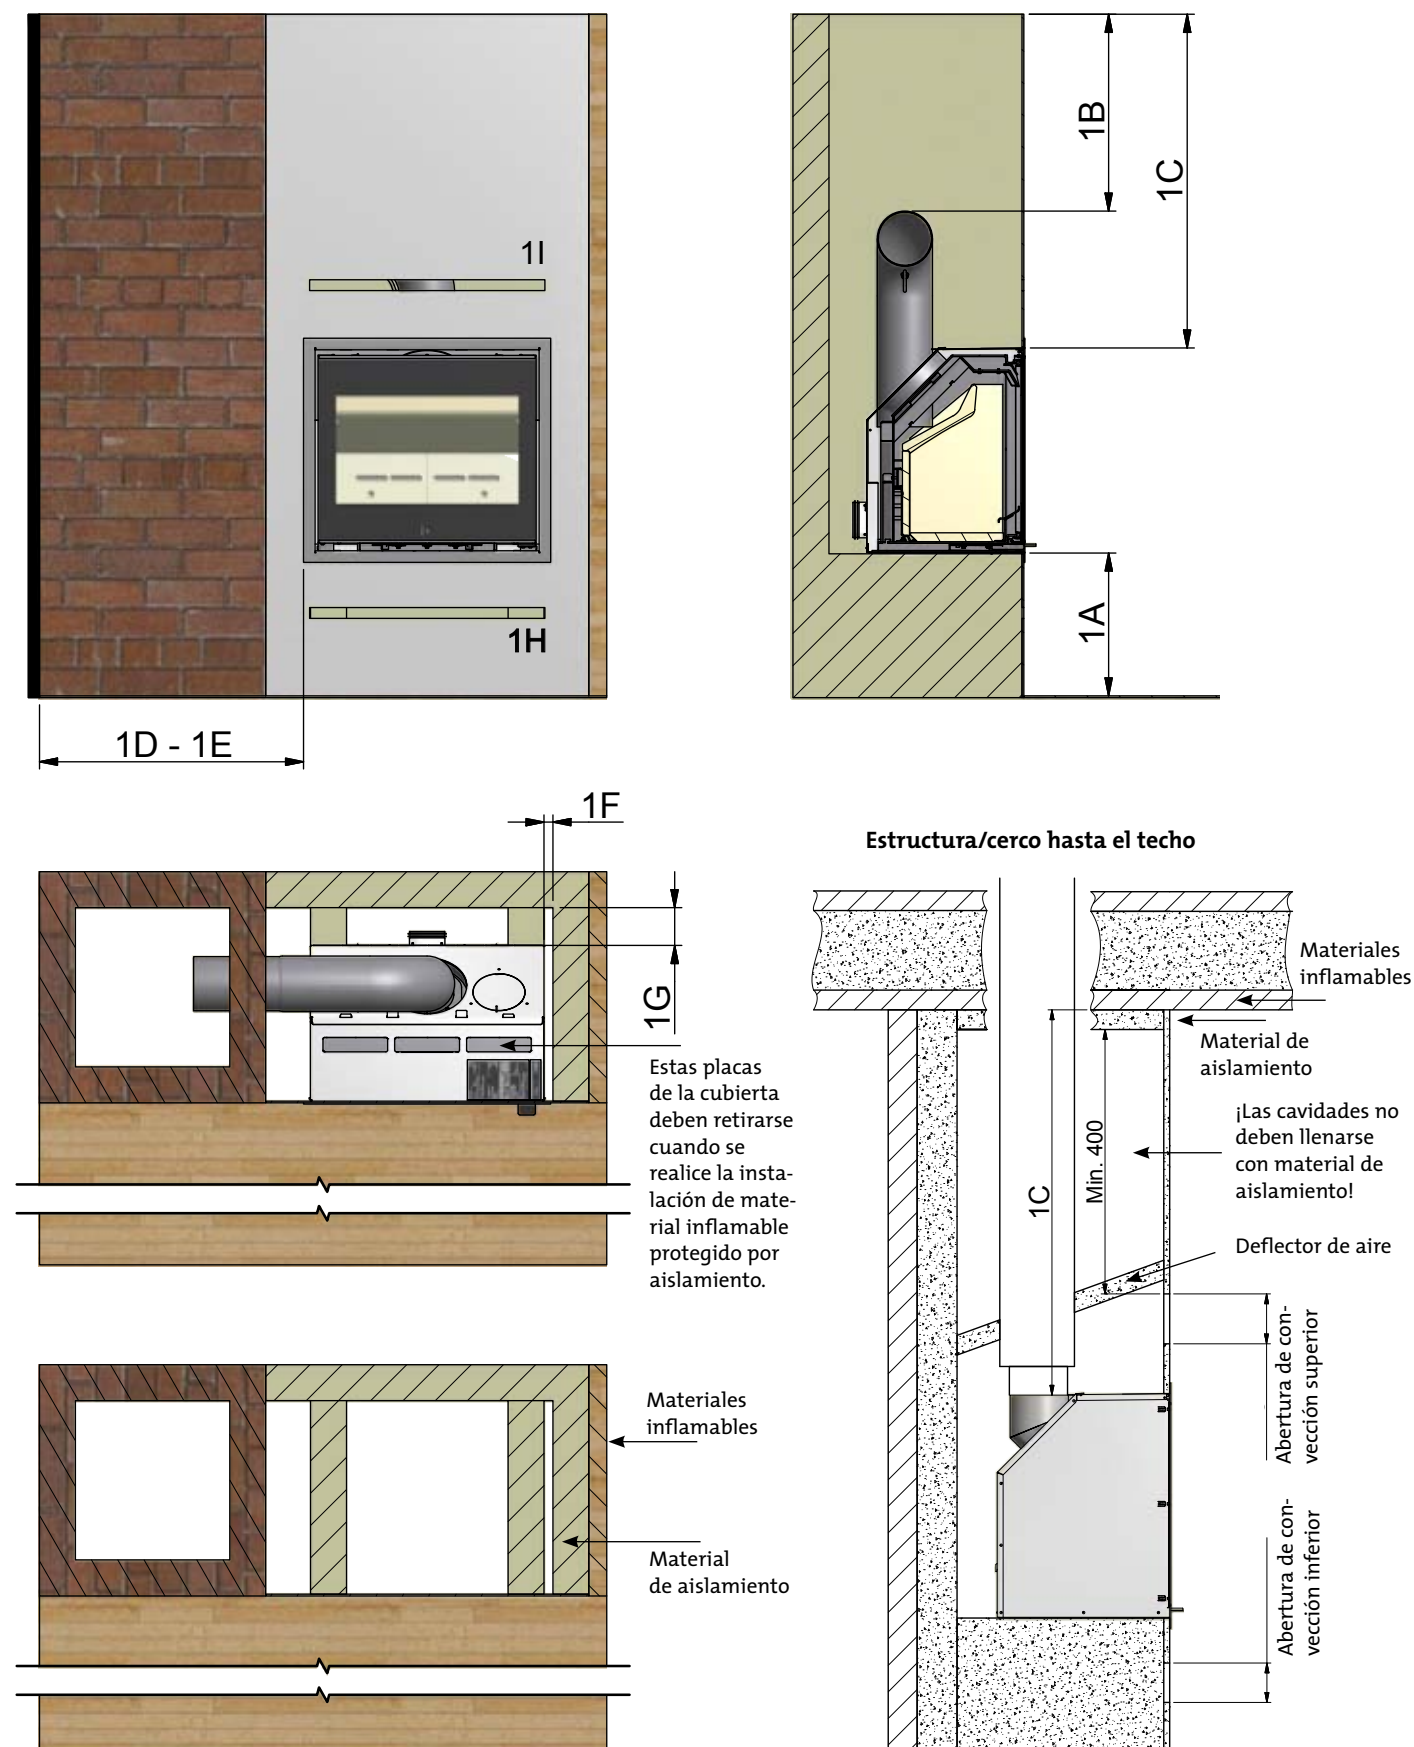 1I
1H
1D - 1E
1B
1C
1A
1F
1G
Estas placas
de la cubierta
deben retirarse
cuando se
realice la insta-
lación de mate-
rial inflamable
protegido por
aislamiento.
Materiales
inflamables
Material
de aislamiento
Estructura/cerco hasta el techo
Materiales
inflamables
Material de
aislamiento
¡Las cavidades no
deben llenarse
con material de
aislamiento!
Deflector de aire
1C
Min. 400
Abertura de con-
vección superior
Abertura de con-
vección inferior